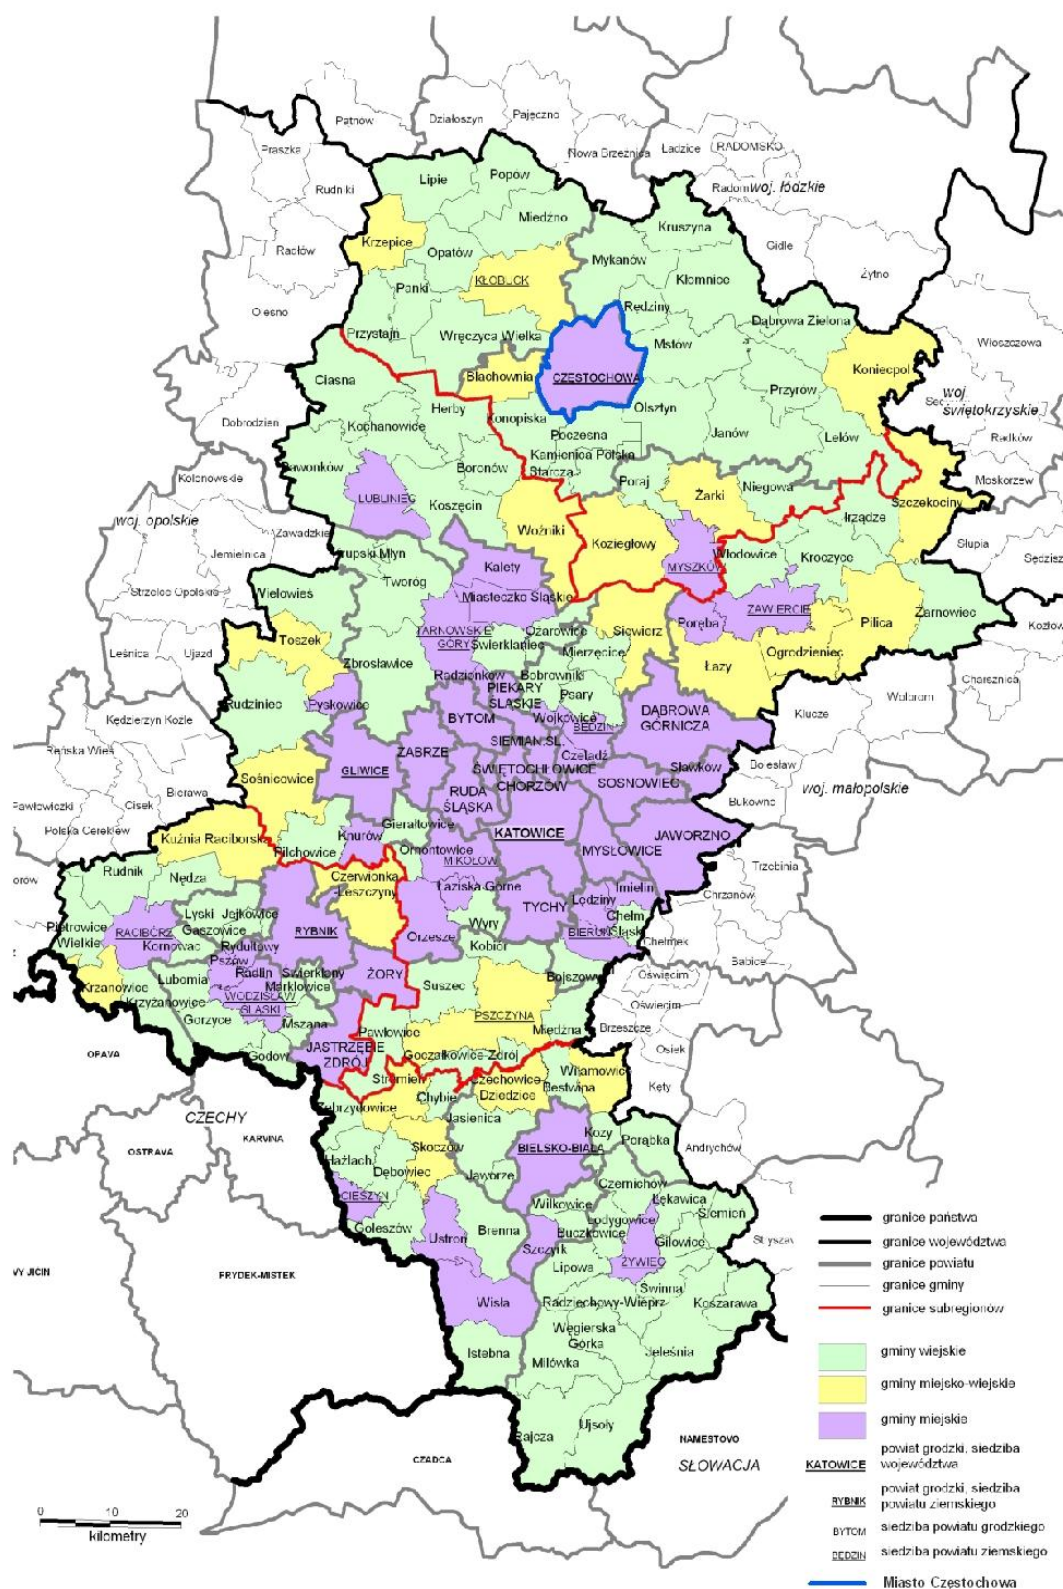 Patnów
Działoszyn
Pajęczno
Praszka
Nowa Brzeźnica
Ładzice
RADOMSKO
Rudniki
Lipie
Popów
Radom
woj. łódzkie
Miedźno
Kruszyna
Krzepice
Radłów
Opatów
Mykanów
Gidle
Żytno
KŁOBUCK
Kłomnice
Panki
Olesno
Rędziny
Dąbrowa Zielona
Przystajń
Wręczyca Wielka
Mstów
Włoszczowa
Blachownia
CZĘSTOCHOWA
Koniecpol
Ciasna
Przyrów
woj.
świętokrzyskie
Herby
Olsztyn
Dobrodzien
Kochanowice
Konopiska
Poczesna
Janów
Lelów
Radków
Pawonków
Boronów
Kamienica Polska
Starcza
Kolonowskie
Poraj
Niegowa
Moskorzew
LUBLINIEC
Żarki
Szczekociny
Koszęcin
woj. opolskie
Woźniki
Irządze
Zawadzkie
Koziegłowy
Słupia
Jemielnica
Krupski Młyn
Włodowice
Kroczyce
Sędzisz
Kalety
MYSZKÓW
Strzelce Opolskie
Tworóg
Wielowieś
Miasteczko Śląskie
ZAWIERCIE
Żarnowiec
Poręba
Pilica
Kozłow
Toszek
TARNOWSKIE
GÓRY
Ożarowice
Siewierz
Leśnica
Ujazd
Świerklaniec
Mierzęcice
Ogrodzieniec
Zbrosławice
Łazy
Radzionków
Bobrowniki
Charsznica
PIEKARY
ŚLĄSKIE
Psary
Wolbrom
Rudziniec
Pyskowice
DĄBROWA
GÓRNICZA
Klucze
Kędzierzyn Kozle
BYTOM
Wojkowice
BĘDZIN
SIEMIAN.ŚL.
Reńska Wieś
ZABRZE
Czeladź
Bolesław
GLIWICE
ŚWIĘTOCHŁOWICE
Sławków
Sośnicowice
CHORZÓW
SOSNOWIEC
Bierawa
RUDA
ŚLĄSKA
woj. małopolskie
Pawłowiczki
Cisek
Bukowno
Gierałtowice
Polska Cerekiew
KATOWICE
Kuźnia Raciborska
Knurów
JAWORZNO
Pilchowice
Ornontowice
MYSŁOWICE
MIKOŁÓW
Trzebinia
Rudnik
Czerwionka
-Leszczyny
Nędza
Łaziska Górne
Imielin
Lędziny
Chrzanów
TYCHY
Lyski
Jejkowice
Chełm
Śląski
Wyry
Pietrowice
Wielkie
RACIBÓRZ
Gaszowice
RYBNIK
BIERUŃ
Orzesze
Kornowac
Rydułtowy
Kobiór
Chełmek
Pszów
Babice
Radlin
Świerklany
ŻORY
Bojszowy
Lubomia
Oświęcim
Krzanowice
Marklowice
Suszec
Krzyżanowice
WODZISŁAW
ŚLĄSKI
Oświęcim
PSZCZYNA
Gorzyce
Mszana
Brzeszcze
Pawłowice
Miedźna
JASTRZĘBIE
ZDRÓJ
Osiek
OPAVA
Godów
Goczałkowice-Zdrój
Wilamowice
Strumień
Czechowice
Dziedzice
Kęty
Zebrzydowice
Chybie
Bestwina
CZECHY
Jasienica
KARVINA
Kozy
Skoczów
BIELSKO-BIAŁA
Porąbka
Andrychów
OSTRAVA
Hażlach
Dębowiec
Jaworze
Czernichów
CIESZYN
Wilkowice
Łękawica
Ślemień
Goleszów
Brenna
Łodygowice
Buczkowice
Ustroń
Gilowice
Szczyrk
Lipowa
ŻYWIEC
FRYDEK-MISTEK
Świnna
VY JICIN
Wisła
Radziechowy-Wieprz
Koszarawa
Węgierska
Górka
Istebna
Jeleśnia
Milówka
Ujsoły
Rajcza
NAMESTOVO
CZADCA
SŁOWACJA
granice państwa
granice województwa
granice powiatu
granice gminy
granice subregionów
gminy wiejskie
gminy miejsko-wiejskie
gminy miejskie
KATOWICE
powiat grodzki, siedziba
województwa
RYBNIK
powiat grodzki, siedziba
powiatu ziemskiego
BYTOM
siedziba powiatu grodzkiego
BĘDZIN
siedziba powiatu ziemskiego
Miasto Częstochowa
0 10 20
kilometry